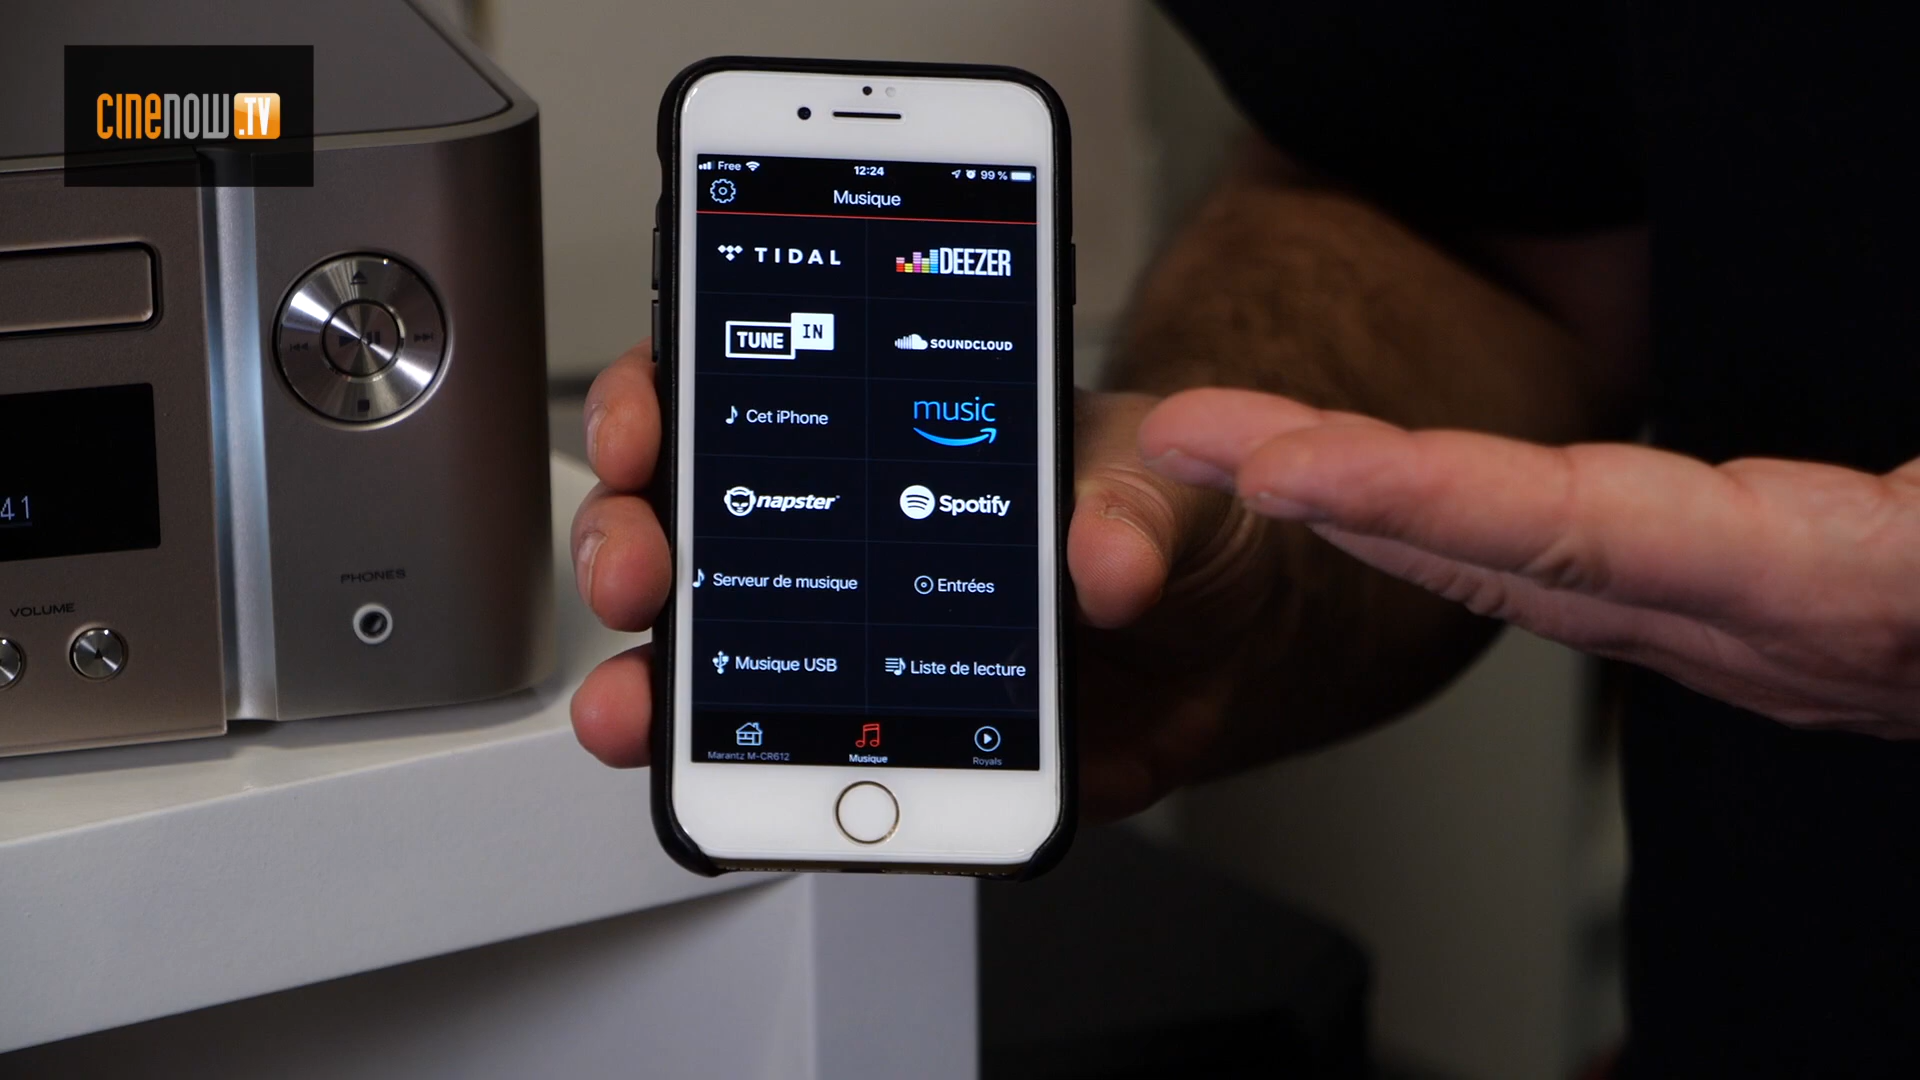 cinenow.TV
Free 12:24 99 %
Musique
TIDAL
DEEZER
TUNE IN
SOUNDCLOUD
Cet iPhone
music
napster
Spotify
Serveur de musique
Entrées
Musique USB
Liste de lecture
Marantz M-CR612
Musique
Royals
41
PHONES
VOLUME